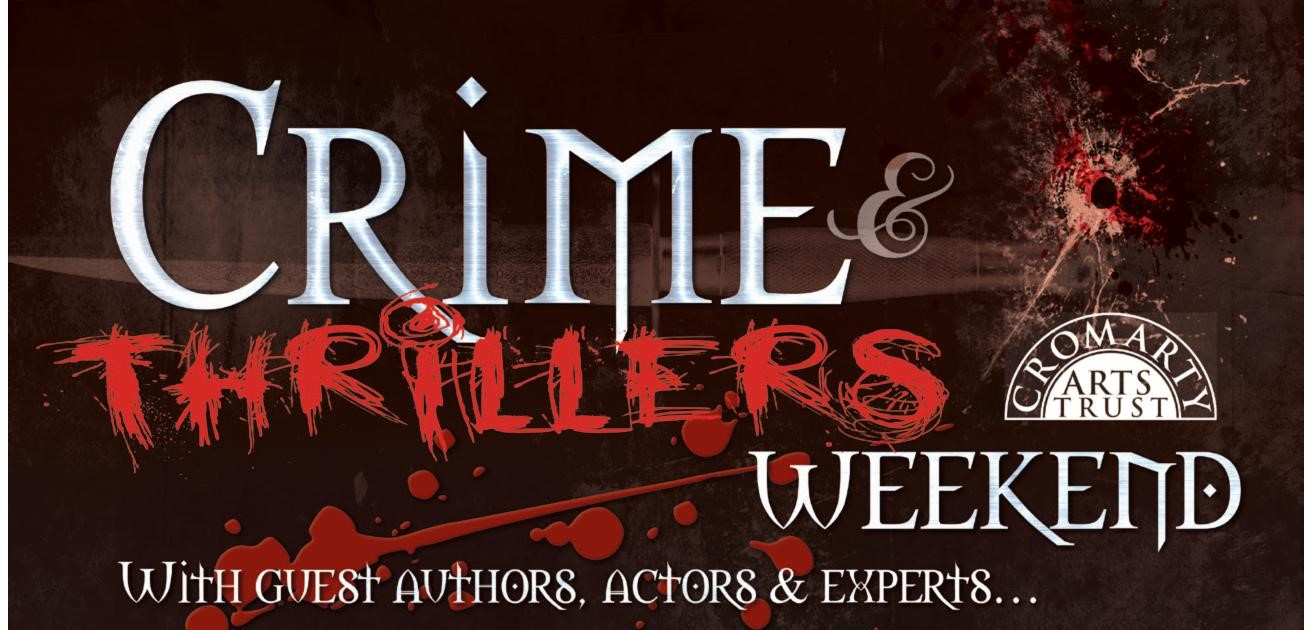 Crime &
THRiLLERS
CROMARTY
ARTS
TRUST
WEEKEND
With guest authors, actors & experts...